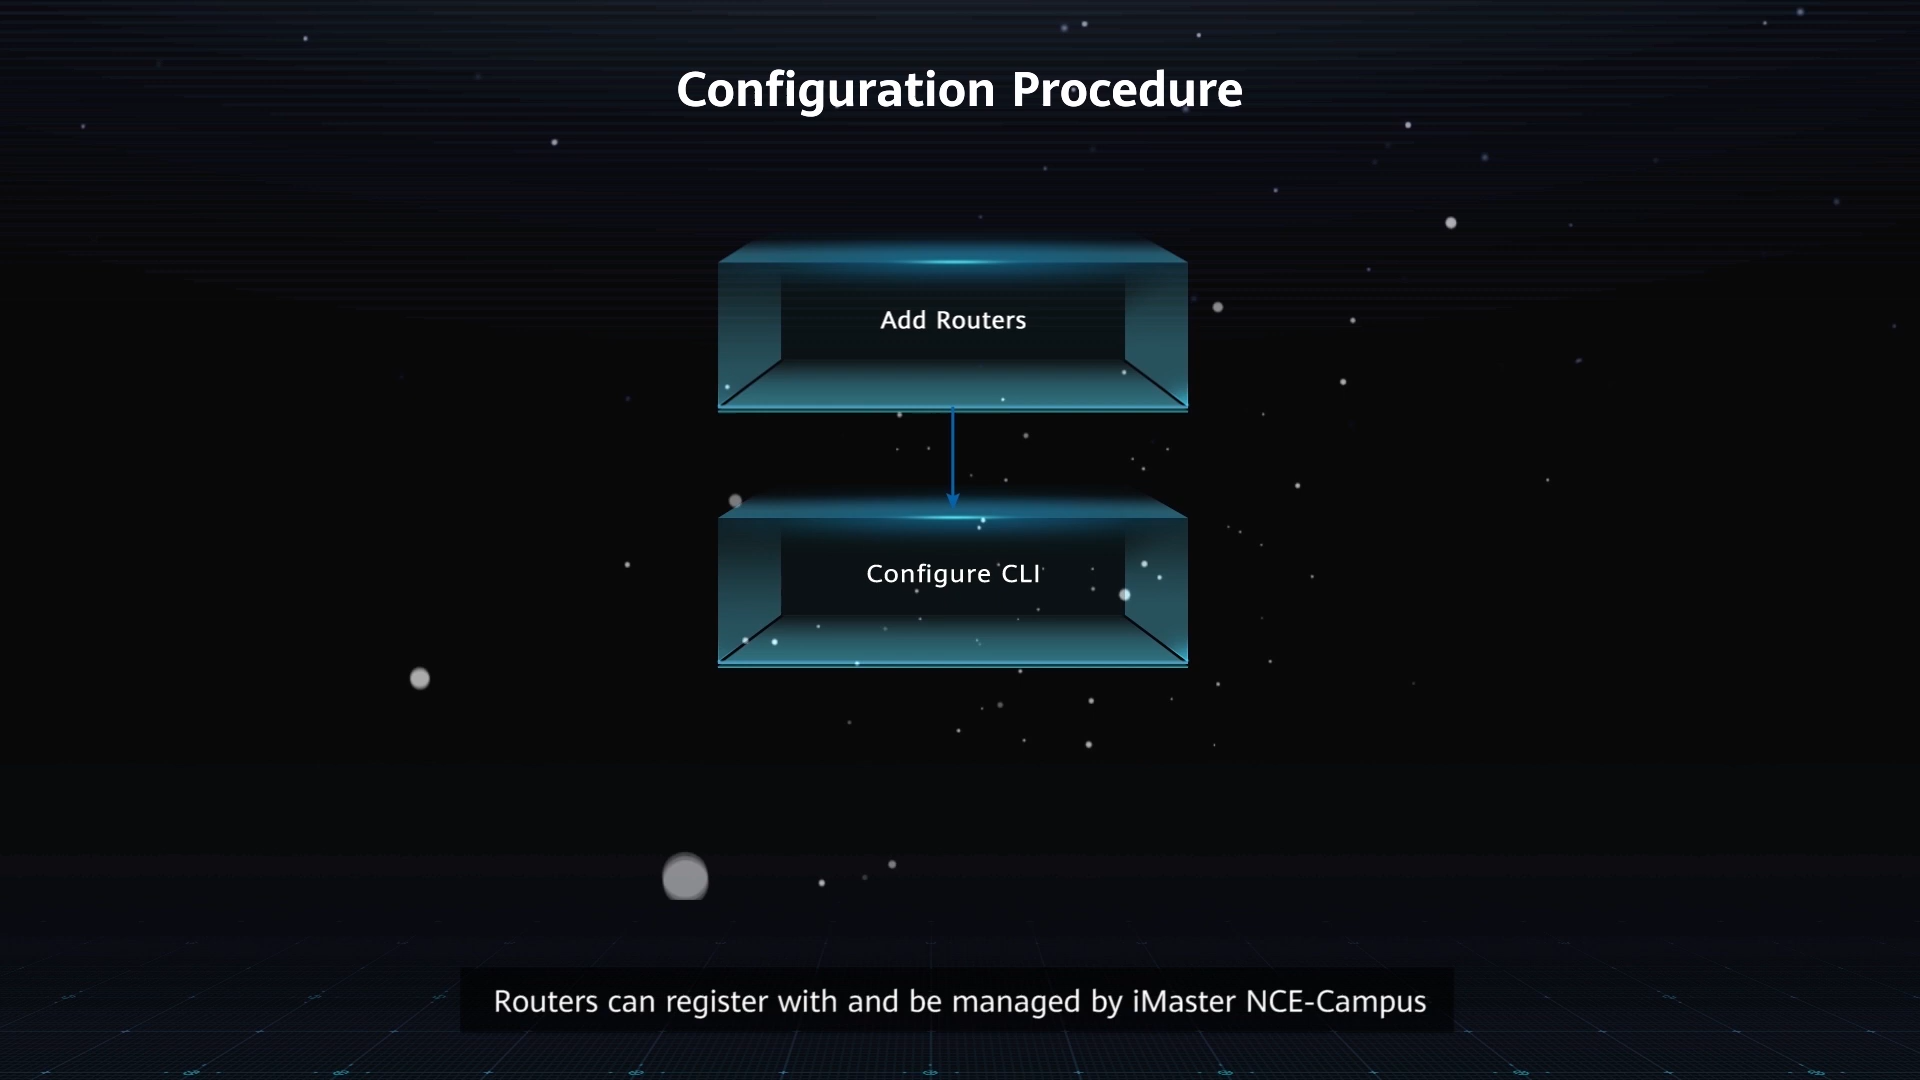 Configuration Procedure
Add Routers
Configure CLI
Routers can register with and be managed by iMaster NCE-Campus